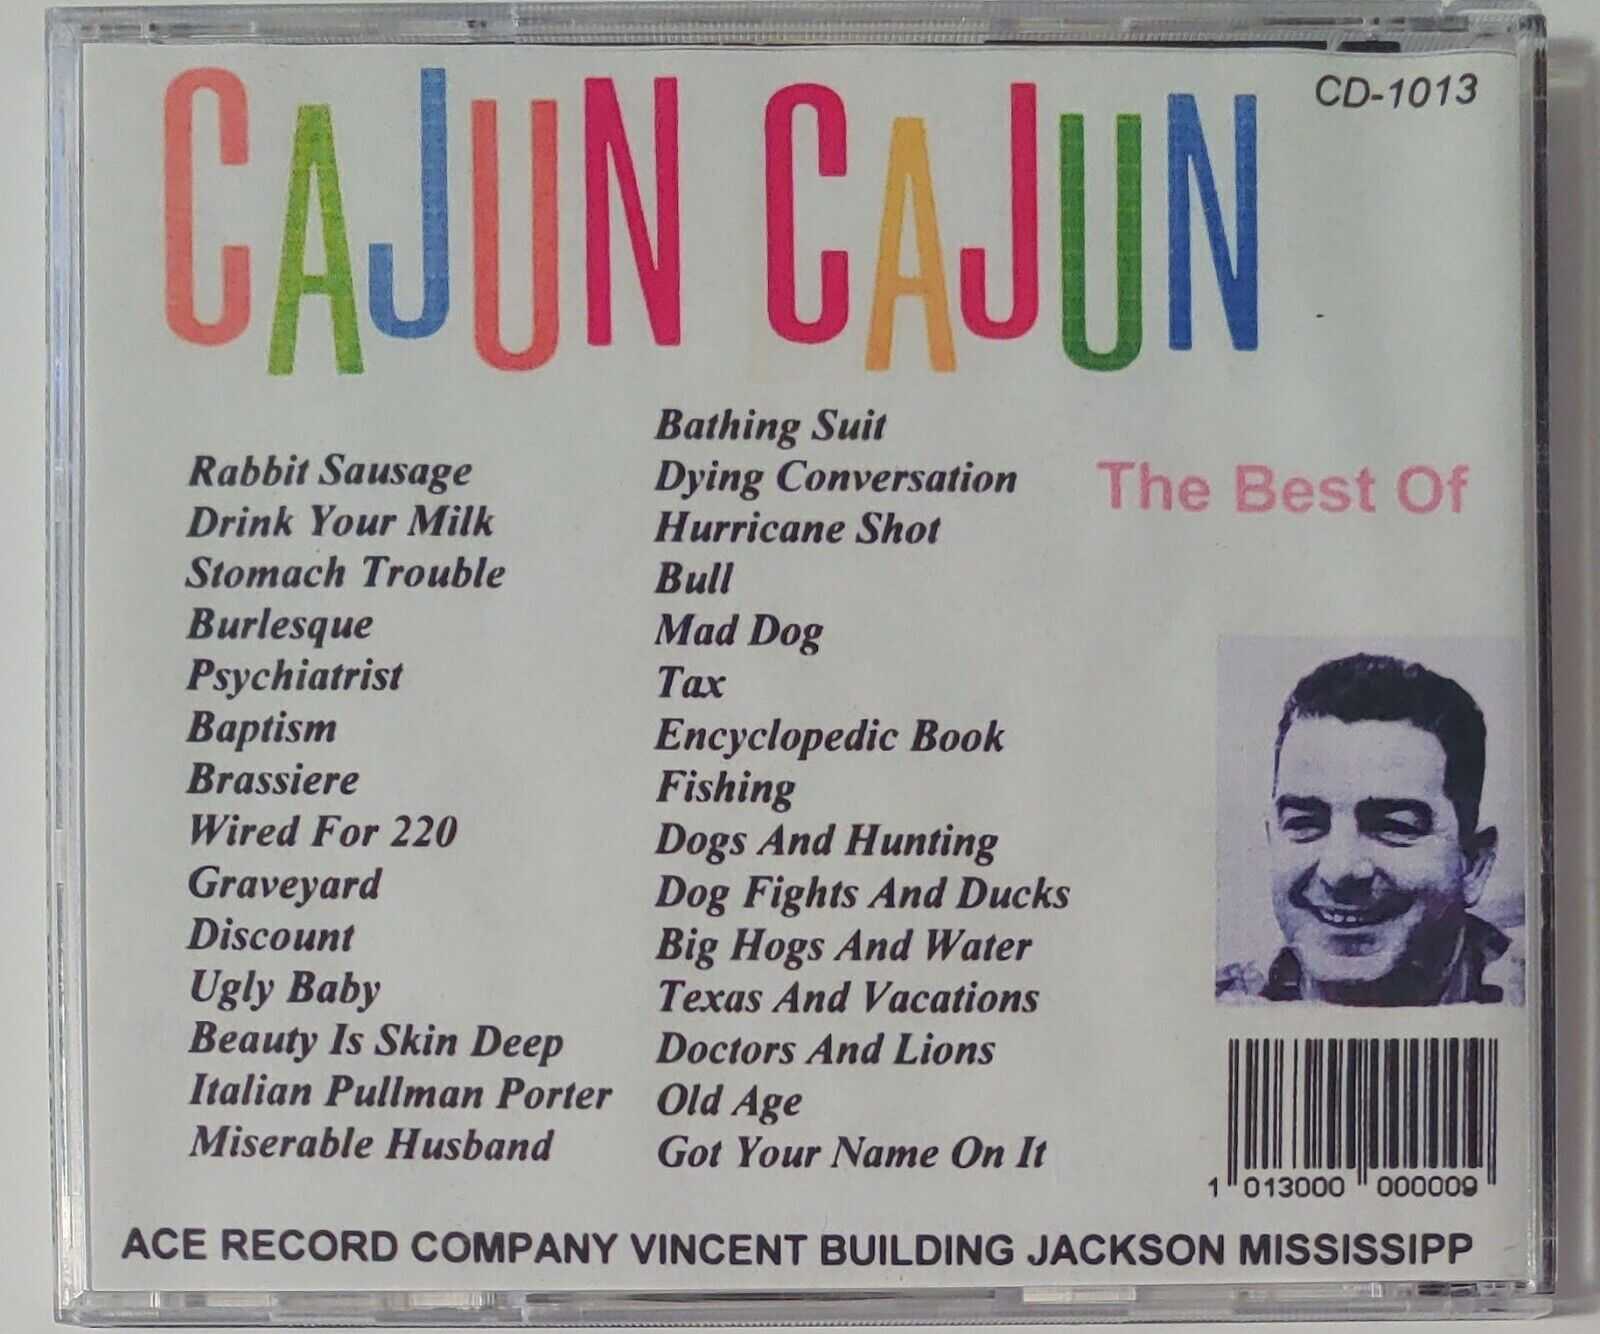 CAJUN CAJUN
CD-1013
The Best Of
Rabbit Sausage
Drink Your Milk
Stomach Trouble
Burlesque
Psychiatrist
Baptism
Brassiere
Wired For 220
Graveyard
Discount
Ugly Baby
Beauty Is Skin Deep
Italian Pullman Porter
Miserable Husband
Bathing Suit
Dying Conversation
Hurricane Shot
Bull
Mad Dog
Tax
Encyclopedic Book
Fishing
Dogs And Hunting
Dog Fights And Ducks
Big Hogs And Water
Texas And Vacations
Doctors And Lions
Old Age
Got Your Name On It
1 013000 000009
ACE RECORD COMPANY VINCENT BUILDING JACKSON MISSISSIPP